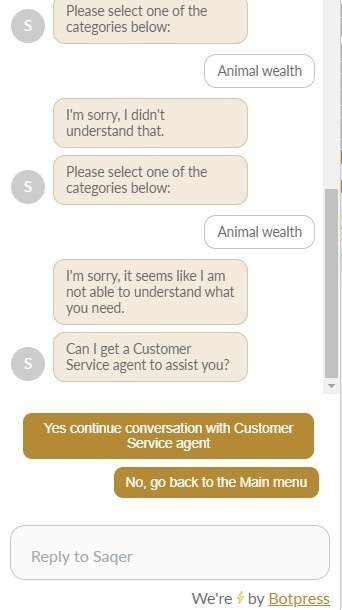 Please select one of the
categories below:
S
Animal wealth
I'm sorry, I didn't
understand that.
Please select one of the
categories below:
S
Animal wealth
I'm sorry, it seems like I am
not able to understand what
you need.
Can I get a Customer
Service agent to assist you?
S
Yes continue conversation with Customer
Service agent
No, go back to the Main menu
Reply to Saqer
We're ⚡ by Botpress